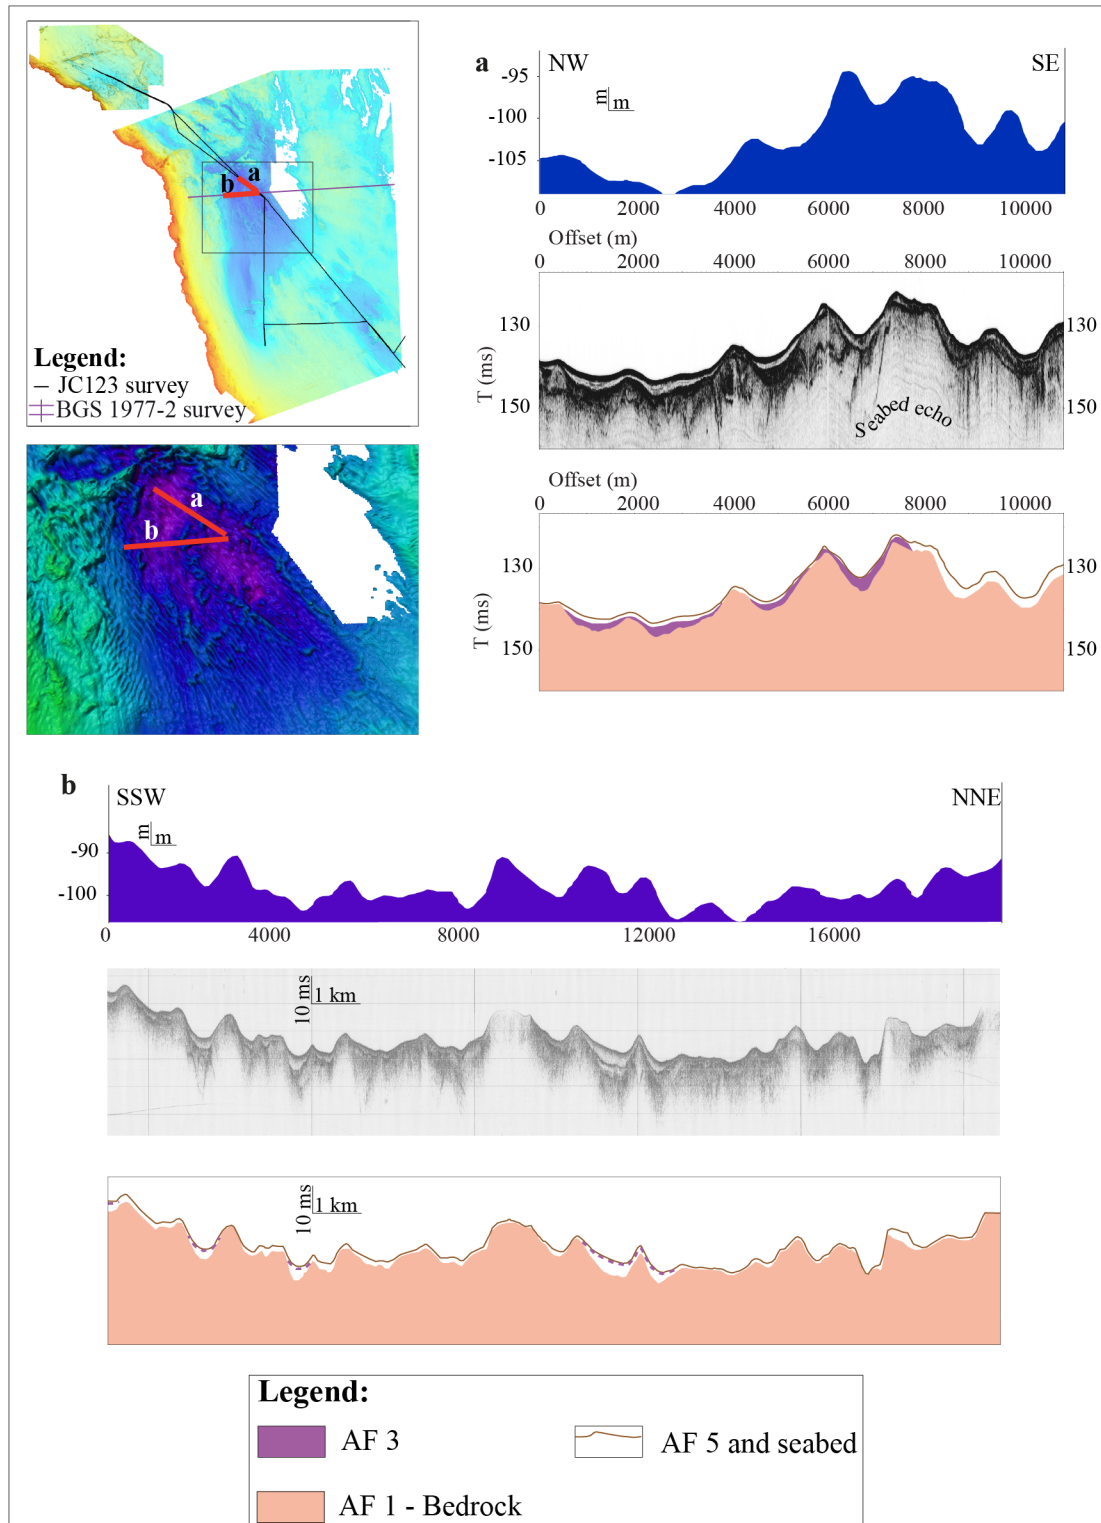 a
b
Legend:
JC123 survey
BGS 1977-2 survey
a
b
a
NW
SE
-95
-100
-105
m
m
0 2000 4000 6000 8000 10000
Offset (m)
0 2000 4000 6000 8000 10000
130
150
T (ms)
130
150
Seabed echo
Offset (m)
0 2000 4000 6000 8000 10000
130
150
T (ms)
130
150
b
SSW
NNE
m
m
-90
-100
0 4000 8000 12000 16000
10 ms
1 km
10 ms
1 km
Legend:
AF 3
AF 5 and seabed
AF 1 - Bedrock